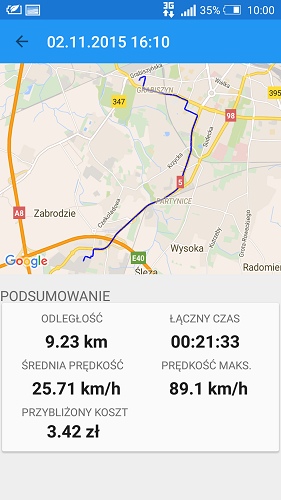 3G 35% 10:00
02.11.2015 16:10
Grabiszyńska
GRABISZYN
Wielka
347
395
98
Sudecka
Krzycka
5
PARTYNICE
A8
Zabrodzie
Czekoladowa
Wysoka
Kutrzeby
Grota-Roweckiego
Radomier
E40
Ślęza
Google
PODSUMOWANIE
ODLEGŁOŚĆ ŁĄCZNY CZAS
9.23 km 00:21:33
ŚREDNIA PRĘDKOŚĆ PRĘDKOŚĆ MAKS.
25.71 km/h 89.1 km/h
PRZYBLIŻONY KOSZT
3.42 zł